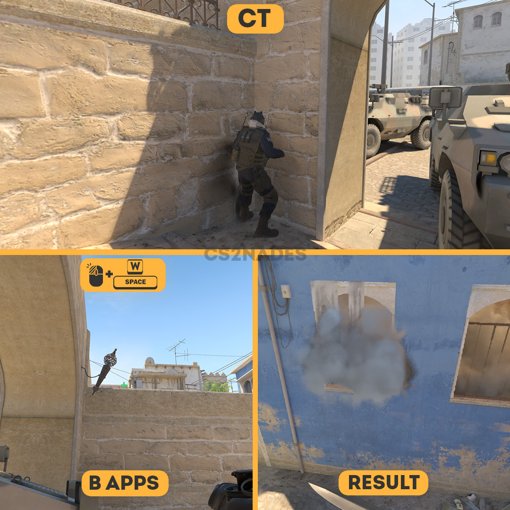 CT
CS2NADES
W
+
SPACE
B APPS
RESULT